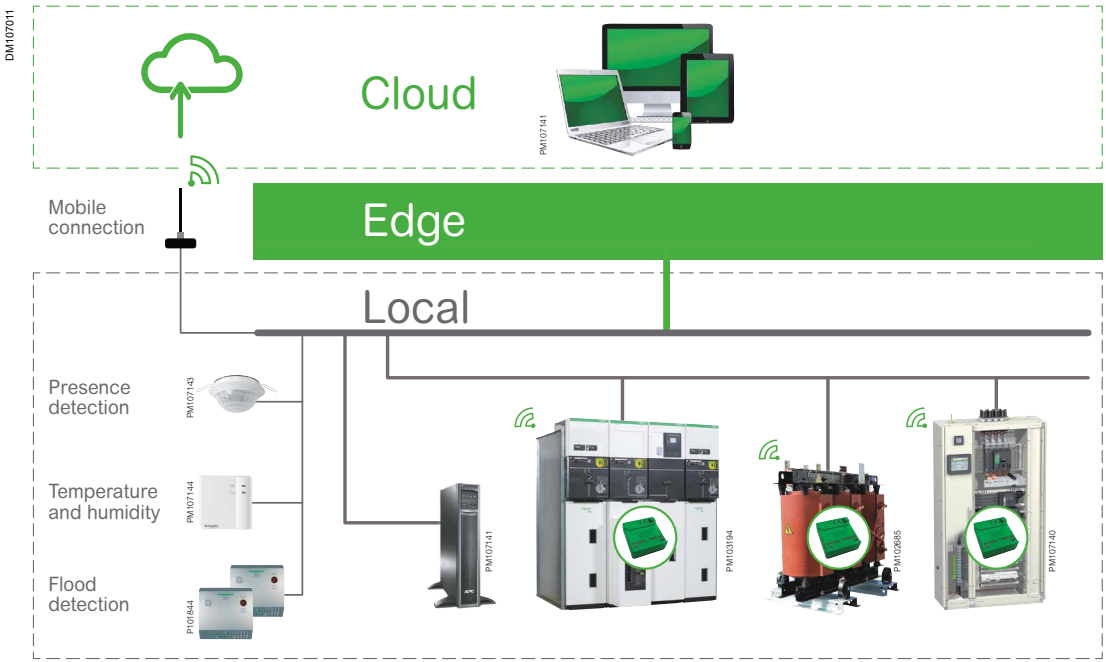 DM107011
Cloud
PM107141
Mobile
connection
Edge
Local
Presence
detection
PM107143
Temperature
and humidity
PM107144
Flood
detection
P101844
APC
PM107141
PM103194
PM102685
PM107140